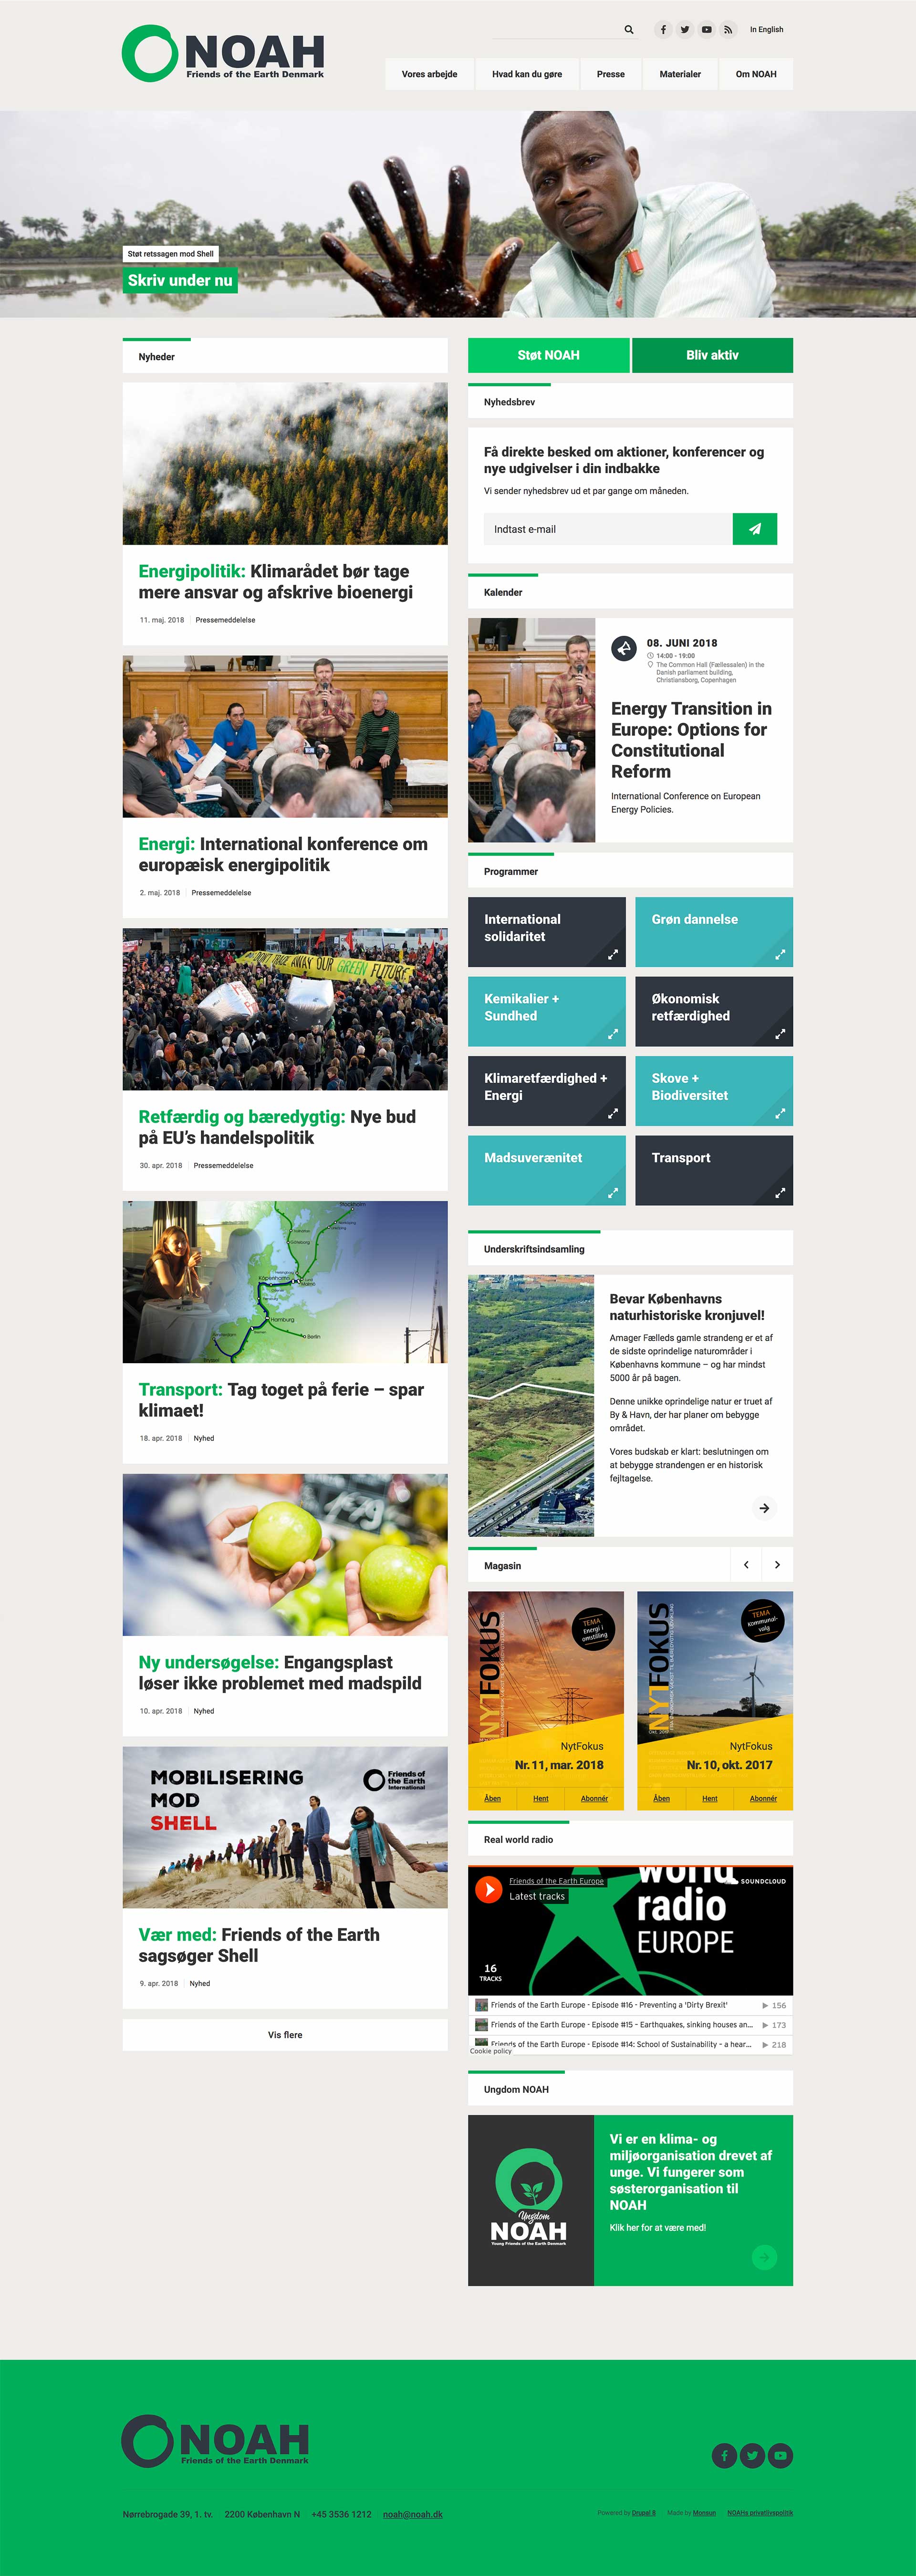 NOAH
Friends of the Earth Denmark
In English
Vores arbejde
Hvad kan du gøre
Presse
Materialer
Om NOAH
Støt retssagen mod Shell
Skriv under nu
Nyheder
Energipolitik: Klimarådet bør tage
mere ansvar og afskrive bioenergi
11. maj. 2018 Pressemeddelelse
Energi: International konference om
europæisk energipolitik
2. maj. 2018 Pressemeddelelse
TRADE AWAY OUR GREEN FUTURE
Retfærdig og bæredygtig: Nye bud
på EU's handelspolitik
30. apr. 2018 Pressemeddelelse
Stockholm
København
Hamburg
Berlin
Transport: Tag toget på ferie – spar
klimaet!
18. apr. 2018 Nyhed
Ny undersøgelse: Engangsplast
løser ikke problemet med madspild
10. apr. 2018 Nyhed
MOBILISERING
MOD
SHELL
Friends of
the Earth
International
Vær med: Friends of the Earth
sagsøger Shell
9. apr. 2018 Nyhed
Vis flere
Støt NOAH
Bliv aktiv
Nyhedsbrev
Få direkte besked om aktioner, konferencer og
nye udgivelser i din indbakke
Vi sender nyhedsbrev ud et par gange om måneden.
Indtast e-mail
Kalender
08. JUNI 2018
14:00 - 19:00
The Common Hall (Fællessalen) in the
Danish parliament building,
Christiansborg, Copenhagen
Energy Transition in
Europe: Options for
Constitutional
Reform
International Conference on European
Energy Policies.
Programmer
International
solidaritet
Grøn dannelse
Kemikalier +
Sundhed
Økonomisk
retfærdighed
Klimaretfærdighed +
Energi
Skove +
Biodiversitet
Madsuverænitet
Transport
Underskriftsindsamling
Bevar Københavns
naturhistoriske kronjuvel!
Amager Fælleds gamle strandeng er et af
de sidste oprindelige naturområder i
Københavns kommune – og har mindst
5000 år på bagen.
Denne unikke oprindelige natur er truet af
By & Havn, der har planer om bebygge
området.
Vores budskab er klart: beslutningen om
at bebygge strandengen er en historisk
fejltagelse.
Magasin
NYTFOKUS
TEMA
Energi i
omstilling
NytFokus
Nr. 11, mar. 2018
Åben
Hent
Abonnér
NYTFOKUS
TEMA
Kommunal-
valg
NytFokus
Nr. 10, okt. 2017
Åben
Hent
Abonnér
Real world radio
Friends of the Earth Europe
Latest tracks
SOUNDCLOUD
world
radio
EUROPE
16
TRACKS
Friends of the Earth Europe - Episode #16 - Preventing a 'Dirty Brexit' 156
Friends of the Earth Europe - Episode #15 – Earthquakes, sinking houses an... 173
Friends of the Earth Europe - Episode #14: School of Sustainability – a hear... 218
Cookie policy
Ungdom NOAH
Ungdom
NOAH
Young Friends of the Earth Denmark
Vi er en klima- og
miljøorganisation drevet af
unge. Vi fungerer som
søsterorganisation til
NOAH
Klik her for at være med!
NOAH
Friends of the Earth Denmark
Nørrebrogade 39, 1. tv. 2200 København N +45 3536 1212 noah@noah.dk
Powered by Drupal 8 Made by Monsun NOAHs privatlivspolitik